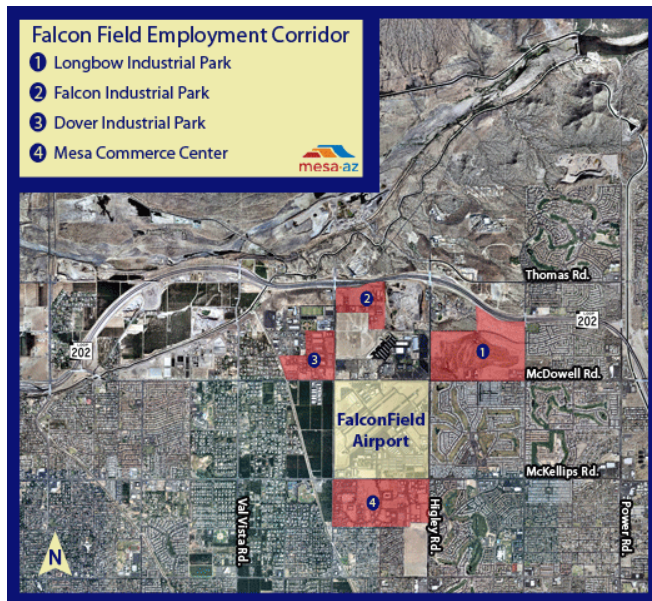 Falcon Field Employment Corridor
1 Longbow Industrial Park
2 Falcon Industrial Park
3 Dover Industrial Park
4 Mesa Commerce Center
mesa·az
Thomas Rd.
2
202
202
1
3
McDowell Rd.
FalconField
Airport
McKellips Rd.
4
Val Vista Rd.
Higley Rd.
Power Rd.
N